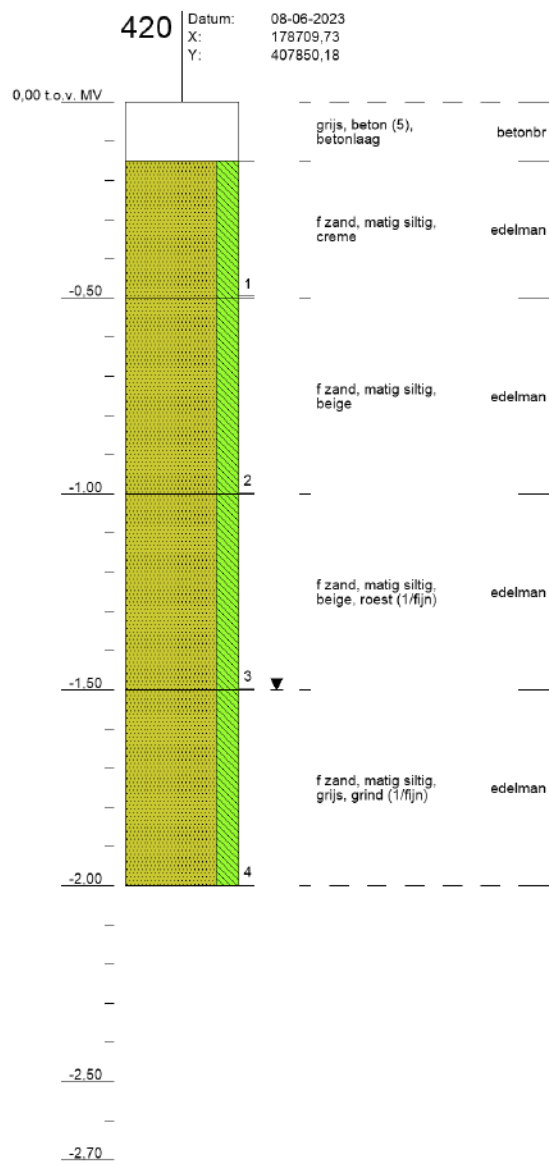 420
Datum: 08-06-2023
X: 178709,73
Y: 407850,18
0,00 t.o.v. MV
grijs, beton (5), betonbr
betonlaag
f zand, matig siltig, edelman
creme
1
-0,50
f zand, matig siltig, edelman
beige
2
-1,00
f zand, matig siltig, edelman
beige, roest (1/fijn)
3
-1,50
f zand, matig siltig, edelman
grijs, grind (1/fijn)
4
-2,00
-2,50
-2,70